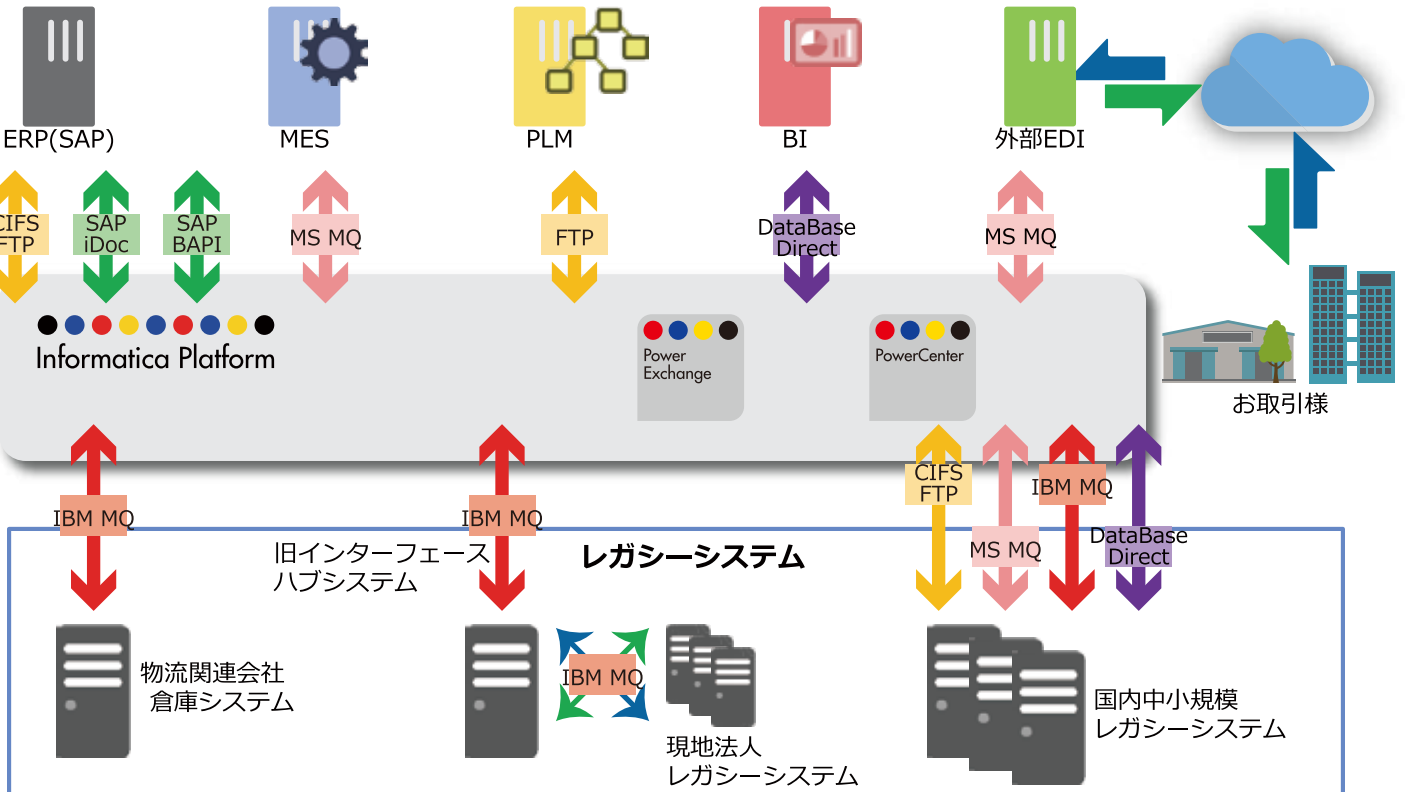 ERP(SAP)
MES
PLM
BI
外部EDI
CIFS
FTP
SAP
iDoc
SAP
BAPI
MS MQ
FTP
DataBase
Direct
MS MQ
Informatica Platform
Power
Exchange
PowerCenter
お取引様
IBM MQ
IBM MQ
CIFS
FTP
MS MQ
IBM MQ
DataBase
Direct
旧インターフェース
ハブシステム
レガシーシステム
物流関連会社
倉庫システム
IBM MQ
現地法人
レガシーシステム
国内中小規模
レガシーシステム